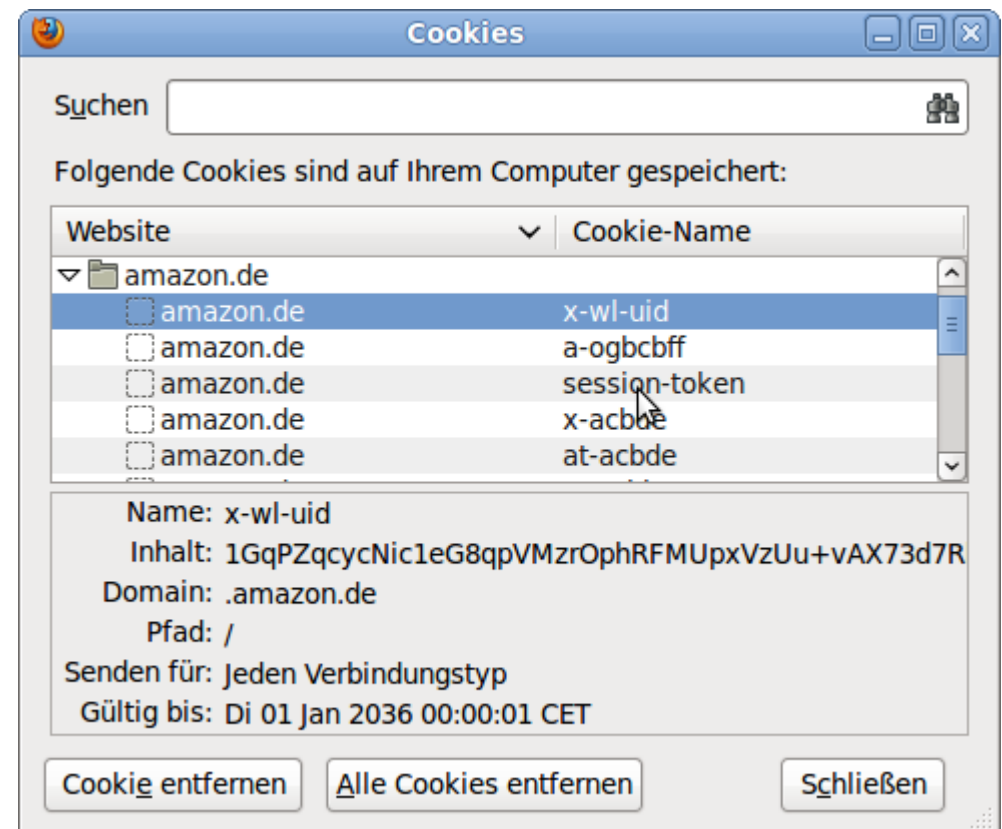 Cookies
Suchen
Folgende Cookies sind auf Ihrem Computer gespeichert:
Website Cookie-Name
amazon.de
amazon.de x-wl-uid
amazon.de a-ogbcbff
amazon.de session-token
amazon.de x-acbde
amazon.de at-acbde
Name: x-wl-uid
Inhalt: 1GqPZqcycNic1eG8qpVMzrOphRFMUpxVzUu+vAX73d7R
Domain: .amazon.de
Pfad: /
Senden für: Jeden Verbindungstyp
Gültig bis: Di 01 Jan 2036 00:00:01 CET
Cookie entfernen Alle Cookies entfernen Schließen